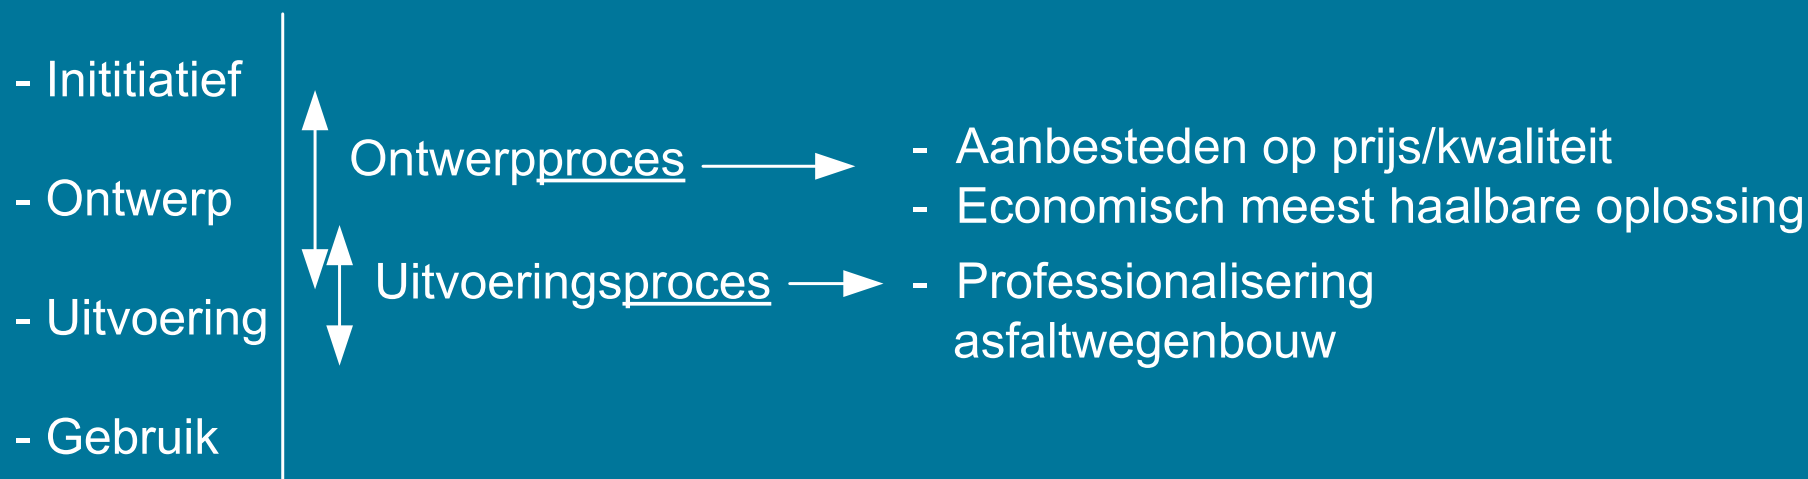 - Inititiatief
- Ontwerp
- Uitvoering
- Gebruik
Ontwerpproces
Uitvoeringsproces
- Aanbesteden op prijs/kwaliteit
- Economisch meest haalbare oplossing
- Professionalisering
asfaltwegenbouw